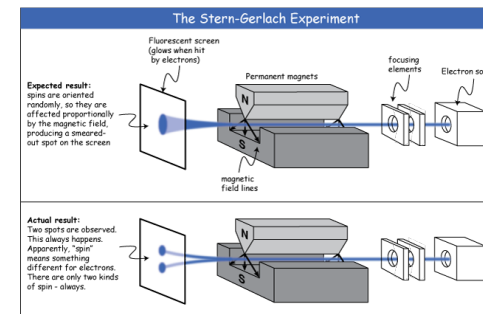 The Stern-Gerlach Experiment
Fluorescent screen
(glows when hit
by electrons)
Permanent magnets
focusing
elements
Electron so
Expected result:
spins are oriented
randomly, so they are
affected proportionally
by the magnetic field,
producing a smeared-
out spot on the screen
N
S
magnetic
field lines
Actual result:
Two spots are observed.
This always happens.
Apparently, "spin"
means something
different for electrons.
There are only two kinds
of spin - always.
N
S